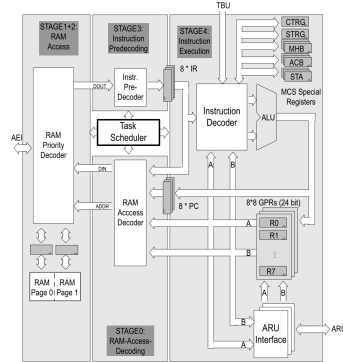 TBU
STAGE1+2:
RAM
Access
STAGE3:
Instruction
Predecoding
STAGE4:
Instruction
Execution
CTRG
STRG
MHB
ACB
STA
MCS Special
Registers
DOUT
Instr.
Pre-
Decoder
8 * IR
Instruction
Decoder
ALU
AEI
RAM
Priority
Decoder
Task
Scheduler
DIN
ADDR
RAM
Acccess
Decoder
8 * PC
A
B
8*8 GPRs (24 bit)
R0
R1
R7
A
B
A
B
RAM
Page 0
RAM
Page 1
STAGE0:
RAM-Access-
Decoding
B
A
ARU
Interface
ARU